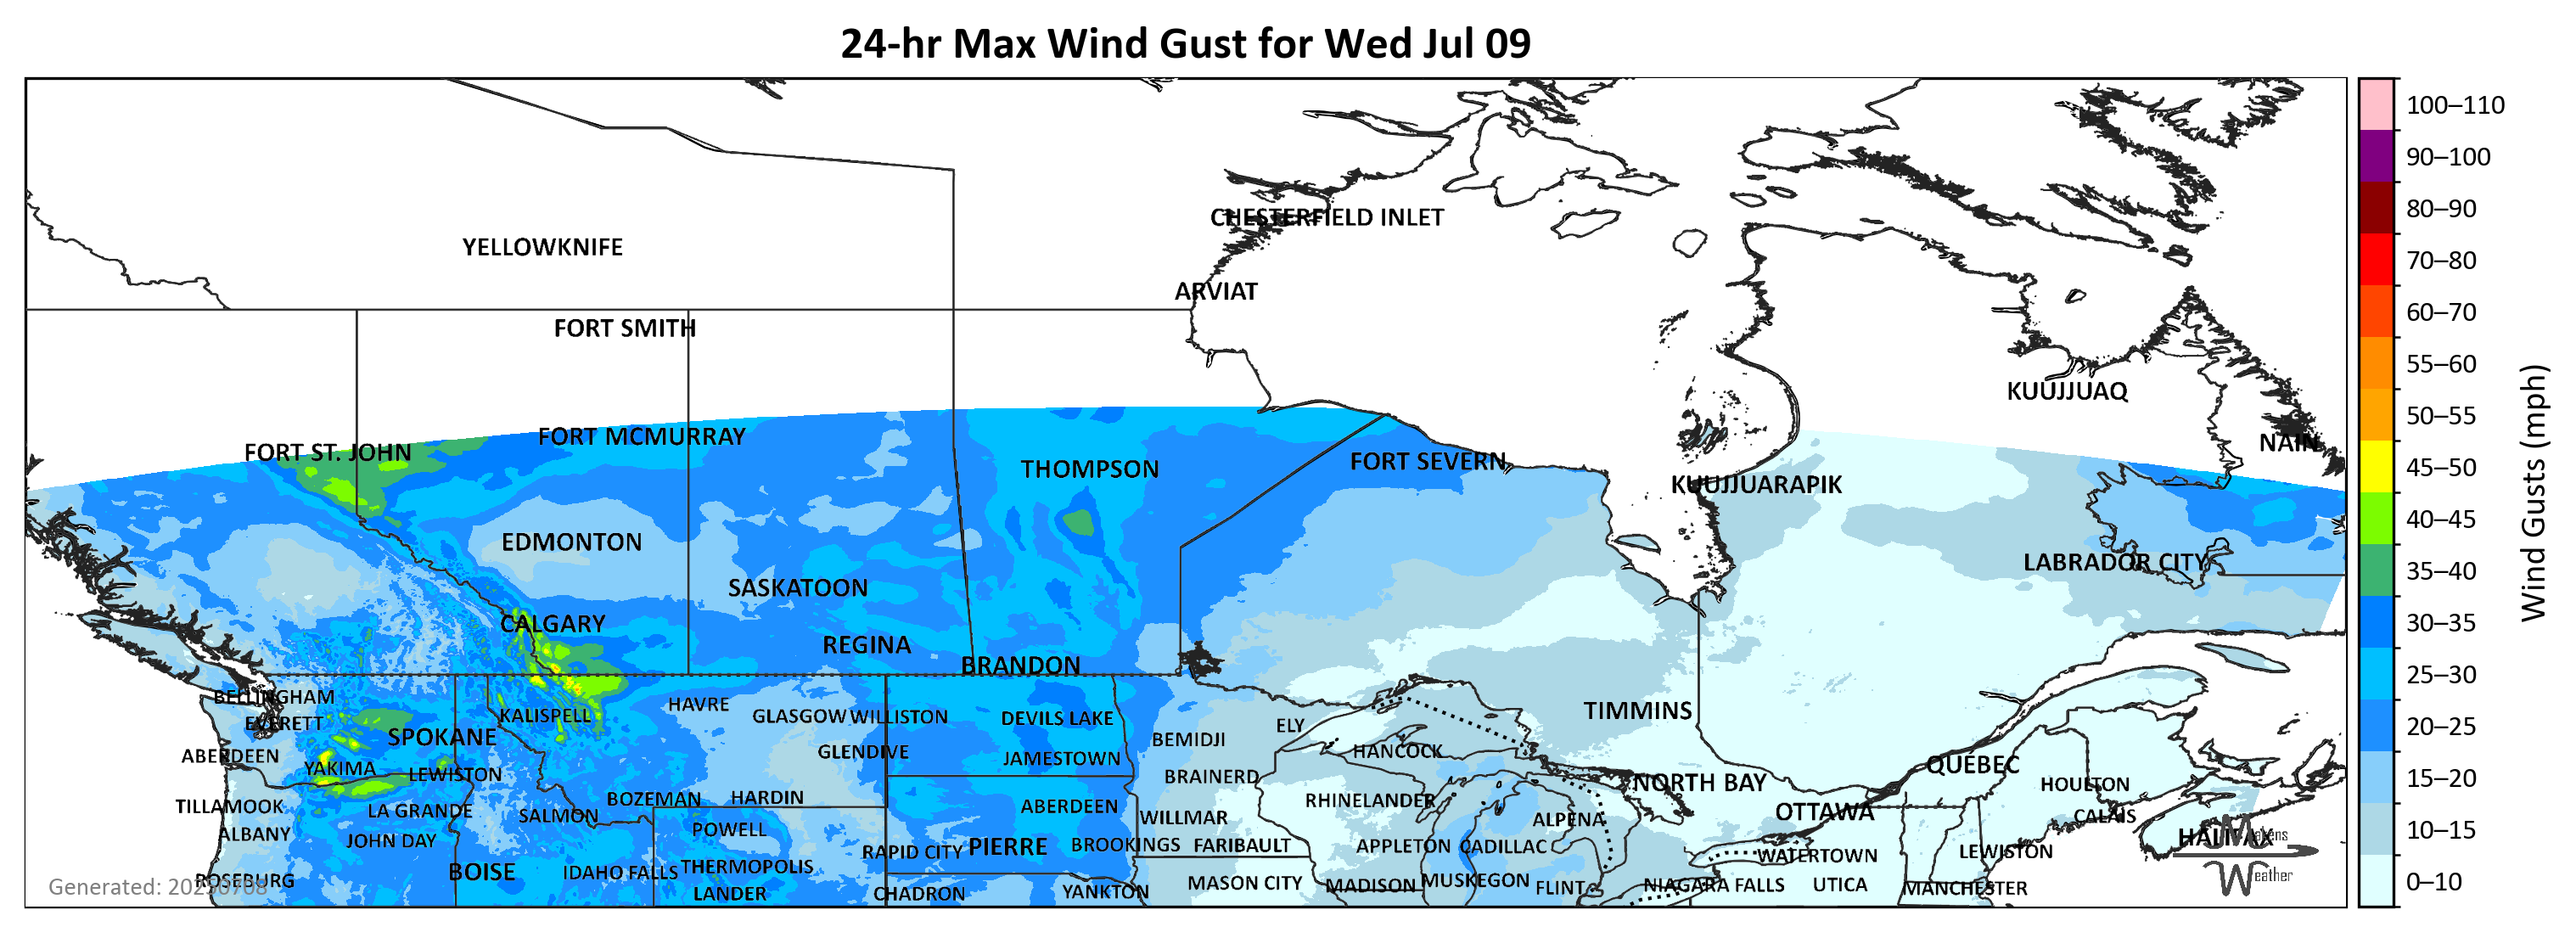 24-hr Max Wind Gust for Wed Jul 09
100–110
90–100
80–90
70–80
60–70
55–60
50–55
45–50
40–45
35–40
30–35
25–30
20–25
15–20
10–15
0–10
Wind Gusts (mph)
CHESTERFIELD INLET
YELLOWKNIFE
ARVIAT
FORT SMITH
KUUJJUAQ
FORT MCMURRAY
NAIN
FORT ST. JOHN
FORT SEVERN
THOMPSON
KUUJJUARAPIK
EDMONTON
LABRADOR CITY
SASKATOON
CALGARY
REGINA
BRANDON
BELLINGHAM
HAVRE
TIMMINS
KALISPELL
GLASGOW
WILLISTON
DEVILS LAKE
EVERETT
ELY
SPOKANE
BEMIDJI
HANCOCK
GLENDIVE
ABERDEEN
JAMESTOWN
QUÉBEC
YAKIMA
LEWISTON
BRAINERD
NORTH BAY
HOULTON
BOZEMAN
HARDIN
RHINELANDER
TILLAMOOK
LA GRANDE
ABERDEEN
OTTAWA
SALMON
WILLMAR
ALPENA
CALAIS
ALBANY
POWELL
HALIFAX
Makens
JOHN DAY
PIERRE
BROOKINGS
FARIBAULT
APPLETON
CADILLAC
RAPID CITY
WATERTOWN
LEWISTON
THERMOPOLIS
BOISE
IDAHO FALLS
Weather
ROSEBURG
MASON CITY
MADISON
MUSKEGON
FLINT
NIAGARA FALLS
UTICA
MANCHESTER
Generated: 20250708
LANDER
CHADRON
YANKTON